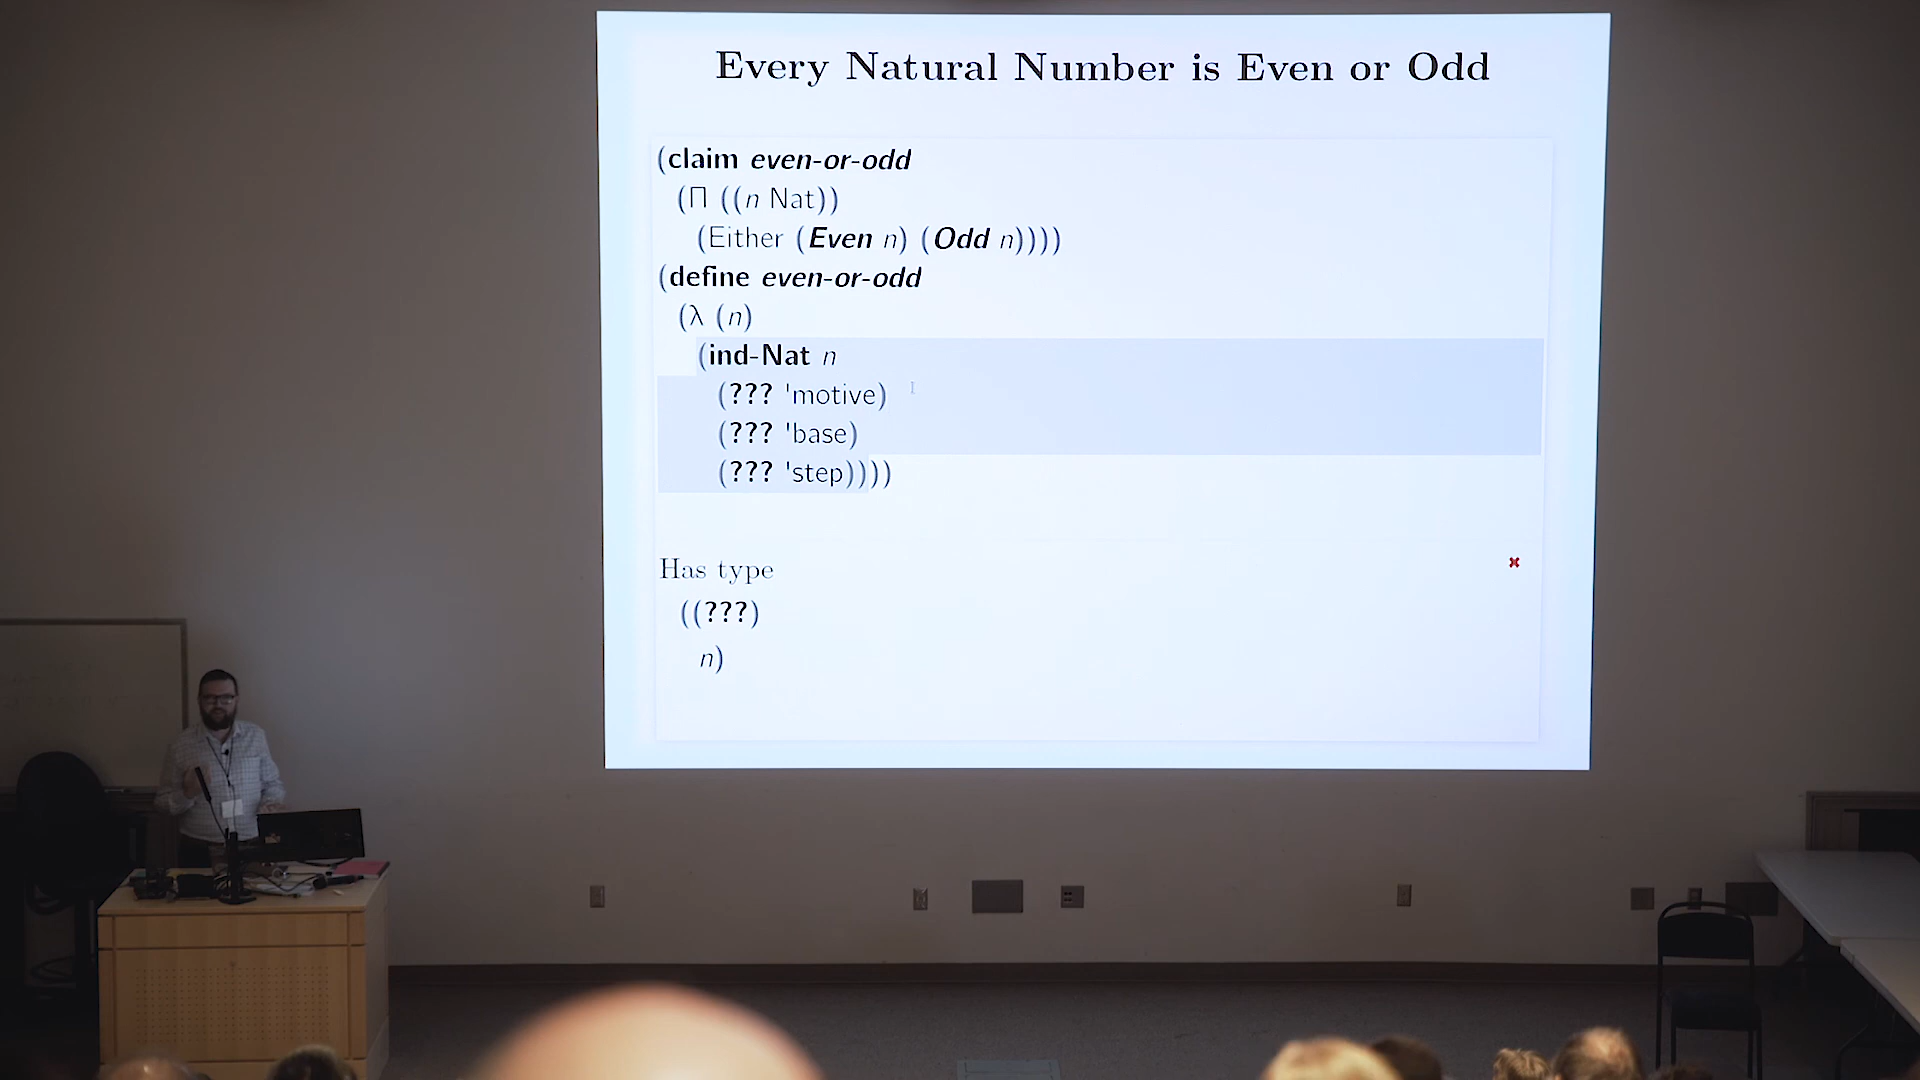 Every Natural Number is Even or Odd
(claim even-or-odd
(Π ((n Nat))
(Either (Even n) (Odd n))))
(define even-or-odd
(λ (n)
(ind-Nat n
(??? 'motive)
(??? 'base)
(??? 'step))))
Has type
((???)
n)